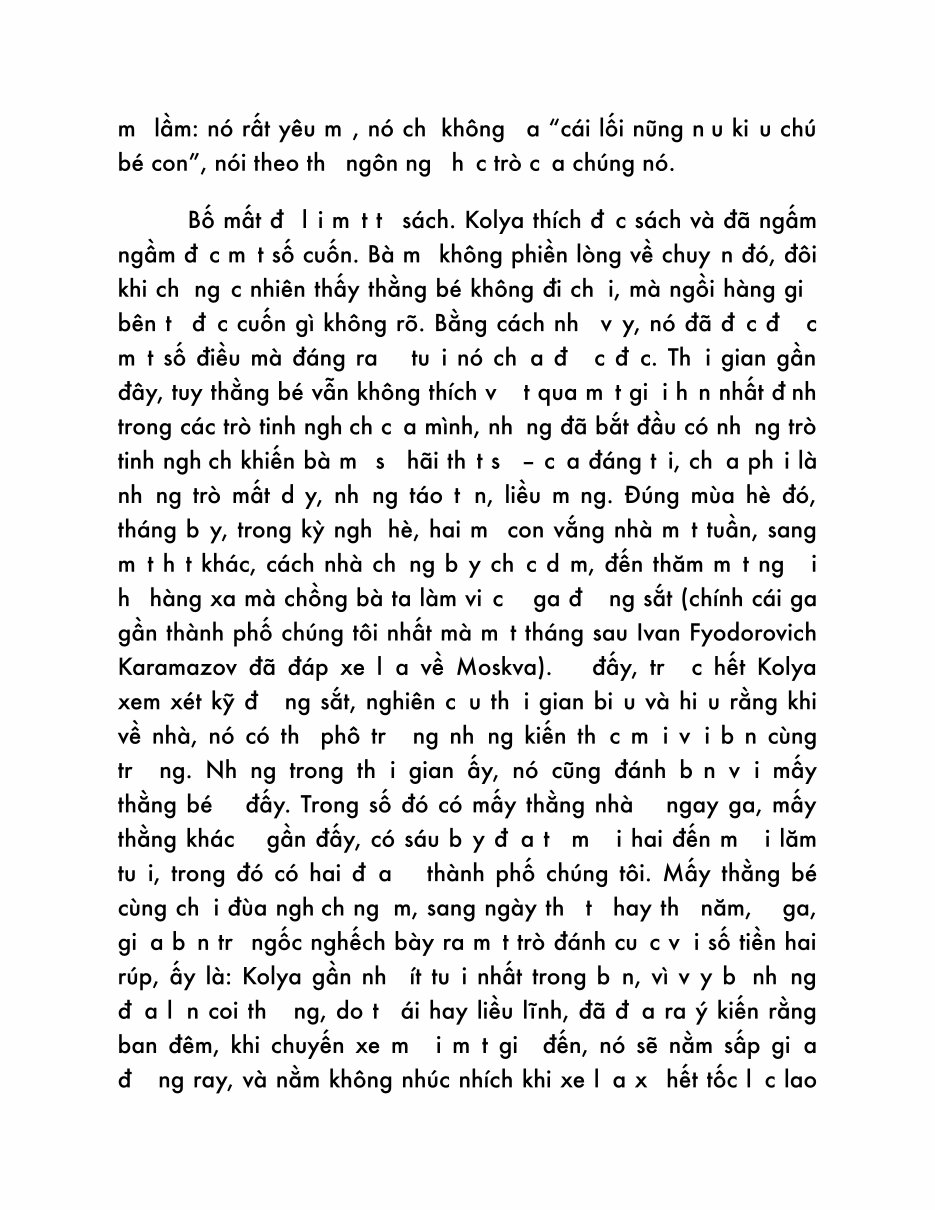 m  lầm: nó rất yêu m , nó ch  không  a “cái lối nũng n u ki u chú
bé con”, nói theo th  ngôn ng  h c trò c a chúng nó.
Bố mất đ  l i m t t  sách. Kolya thích đ c sách và đã ngấm
ngầm đ c m t số cuốn. Bà m  không phiền lòng về chuy n đó, đôi
khi ch  ng c nhiên thấy thằng bé không đi ch i, mà ngồi hàng gi
bên t  đ c cuốn gì không rõ. Bằng cách nh  v y, nó đã đ c đ  c
m t số điều mà đáng ra   tu i nó ch a đ  c đ c. Th i gian gần
đây, tuy thằng bé vẫn không thích v  t qua m t gi i h n nhất đ nh
trong các trò tinh ngh ch c a mình, nh ng đã bắt đầu có nh ng trò
tinh ngh ch khiến bà m  s  hãi th t s  – c a đáng t i, ch a ph i là
nh ng trò mất d y, nh ng táo t n, liều m ng. Đúng mùa hè đó,
tháng b y, trong kỳ ngh  hè, hai m  con vắng nhà m t tuần, sang
m t h t khác, cách nhà ch ng b y ch c d m, đến thăm m t ng  i
h  hàng xa mà chồng bà ta làm vi c   ga đ  ng sắt (chính cái ga
gần thành phố chúng tôi nhất mà m t tháng sau Ivan Fyodorovich
Karamazov đã đáp xe l a về Moskva).   đấy, tr  c hết Kolya
xem xét kỹ đ  ng sắt, nghiên c u th i gian bi u và hi u rằng khi
về nhà, nó có th  phô tr  ng nh ng kiến th c m i v i b n cùng
tr  ng. Nh ng trong th i gian ấy, nó cũng đánh b n v i mấy
thằng bé   đấy. Trong số đó có mấy thằng nhà   ngay ga, mấy
thằng khác   gần đấy, có sáu b y đ a t  m  i hai đến m  i lăm
tu i, trong đó có hai đ a   thành phố chúng tôi. Mấy thằng bé
cùng ch i đùa ngh ch ng m, sang ngày th  t  hay th  năm,   ga,
gi a b n tr  ngốc nghếch bày ra m t trò đánh cu c v i số tiền hai
rúp, ấy là: Kolya gần nh  ít tu i nhất trong b n, vì v y b  nh ng
đ a l n coi th  ng, do t  ái hay liều lĩnh, đã đ a ra ý kiến rằng
ban đêm, khi chuyến xe m  i m t gi  đến, nó sẽ nằm sấp gi a
đ  ng ray, và nằm không nhúc nhích khi xe l a x  hết tốc l c lao